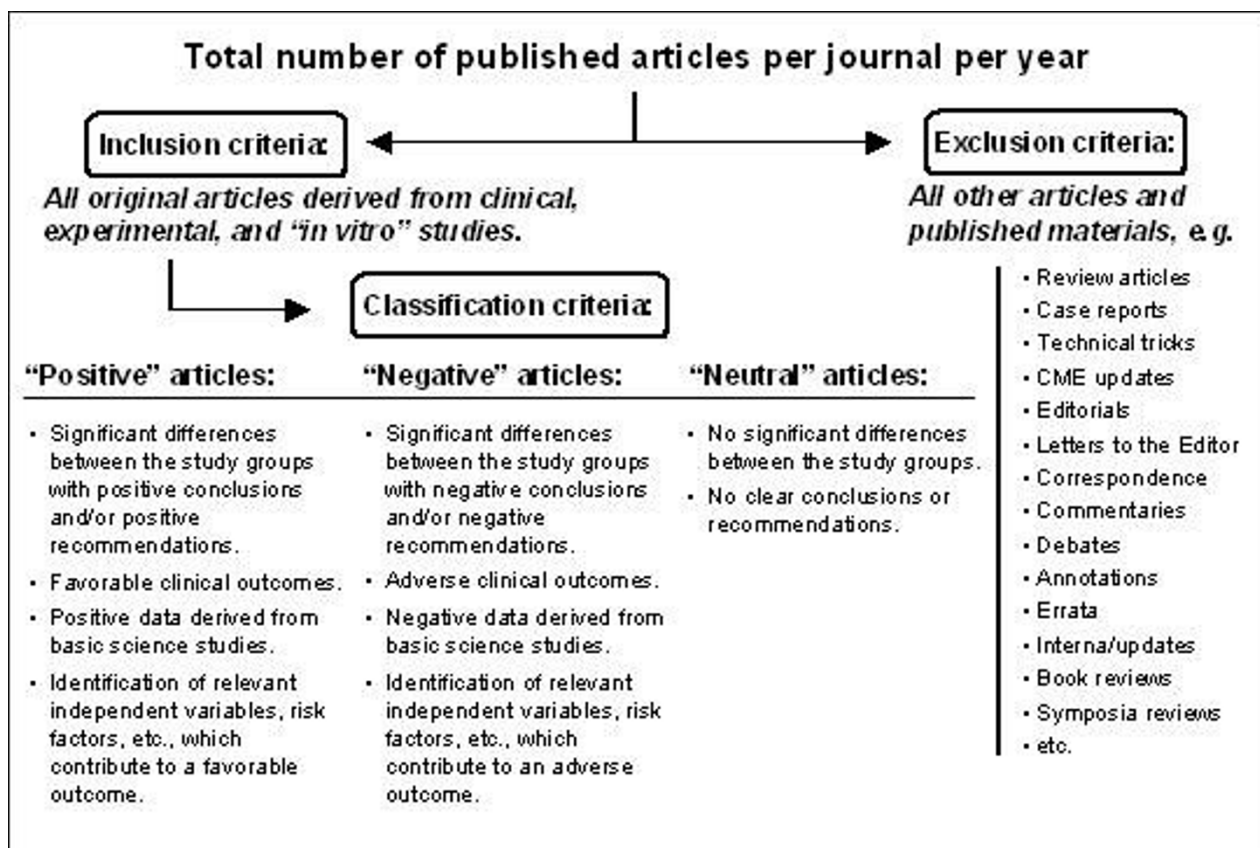 Total number of published articles per journal per year
Inclusion criteria:
Exclusion criteria:
All original articles derived from clinical,
experimental, and “in vitro” studies.
All other articles and
published materials, e.g.
Classification criteria:
“Positive” articles:
“Negative” articles:
“Neutral” articles:
• Significant differences
between the study groups
with positive conclusions
and/or positive
recommendations.
• Favorable clinical outcomes.
• Positive data derived from
basic science studies.
• Identification of relevant
independent variables, risk
factors, etc., which
contribute to a favorable
outcome.
• Significant differences
between the study groups
with negative conclusions
and/or negative
recommendations.
• Adverse clinical outcomes.
• Negative data derived from
basic science studies.
• Identification of relevant
independent variables, risk
factors, etc., which
contribute to an adverse
outcome.
• No significant differences
between the study groups.
• No clear conclusions or
recommendations.
• Review articles
• Case reports
• Technical tricks
• CME updates
• Editorials
• Letters to the Editor
• Correspondence
• Commentaries
• Debates
• Annotations
• Errata
• Interna/updates
• Book reviews
• Symposia reviews
• etc.